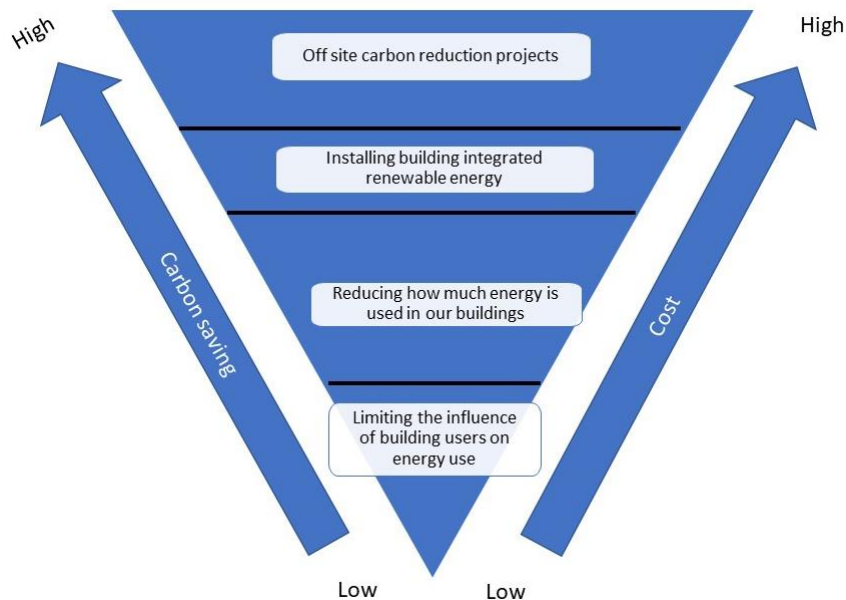 High
High
Off site carbon reduction projects
Installing building integrated
renewable energy
Carbon saving
Cost
Reducing how much energy is
used in our buildings
Limiting the influence
of building users on
energy use
Low
Low